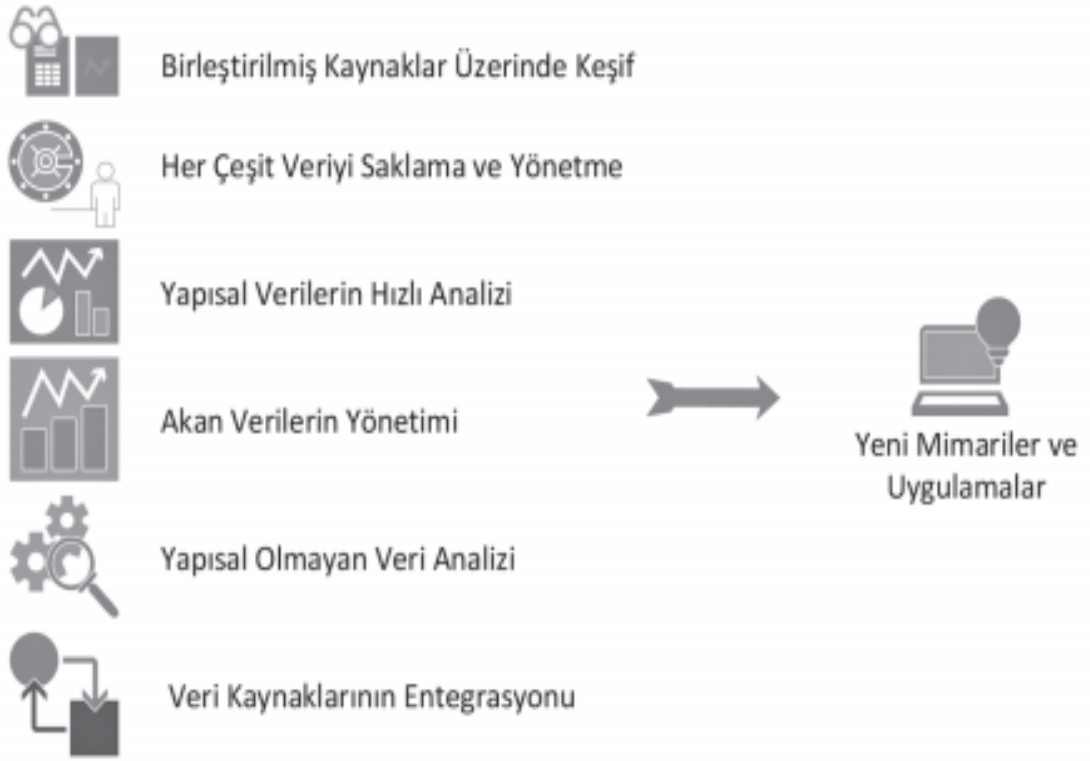 Birleştirilmiş Kaynaklar Üzerinde Keşif
Her Çeşit Veriyi Saklama ve Yönetme
Yapısal Verilerin Hızlı Analizi
Akan Verilerin Yönetimi
Yapısal Olmayan Veri Analizi
Veri Kaynaklarının Entegrasyonu
Yeni Mimariler ve
Uygulamalar